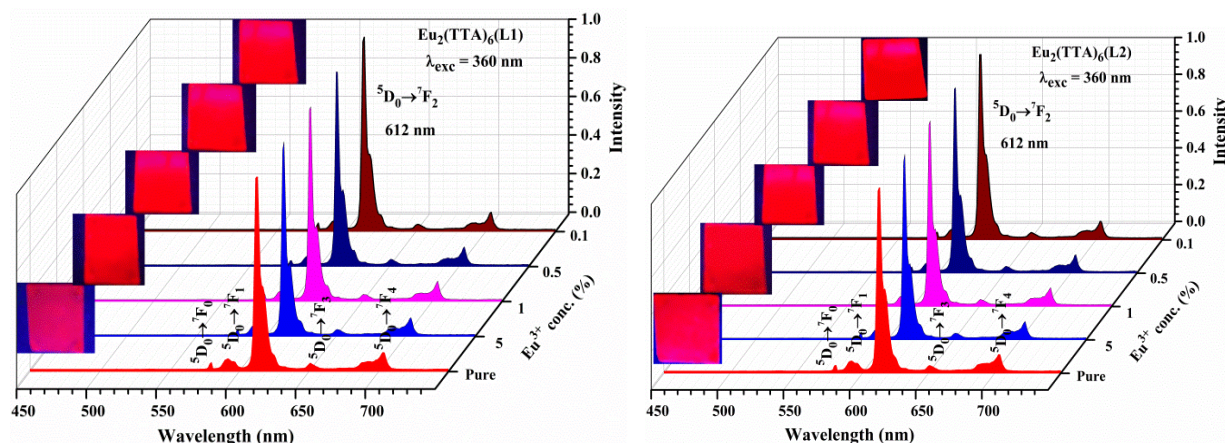 Eu₂(TTA)₆(L1)
λexc = 360 nm
⁵D₀→⁷F₂
612 nm
1.0
0.8
0.6
0.4
0.2
0.0
Intensity
0.1
0.5
1
5
Pure
Eu³⁺ conc. (%)
⁵D₀→⁷F₀
⁵D₀→⁷F₁
⁵D₀→⁷F₃
⁵D₀→⁷F₄
450 500 550 600 650 700
Wavelength (nm)
Eu₂(TTA)₆(L2)
λexc = 360 nm
⁵D₀→⁷F₂
612 nm
1.0
0.8
0.6
0.4
0.2
0.0
Intensity
0.1
0.5
1
5
Pure
Eu³⁺ conc. (%)
⁵D₀→⁷F₀
⁵D₀→⁷F₁
⁵D₀→⁷F₃
⁵D₀→⁷F₄
450 500 550 600 650 700
Wavelength (nm)